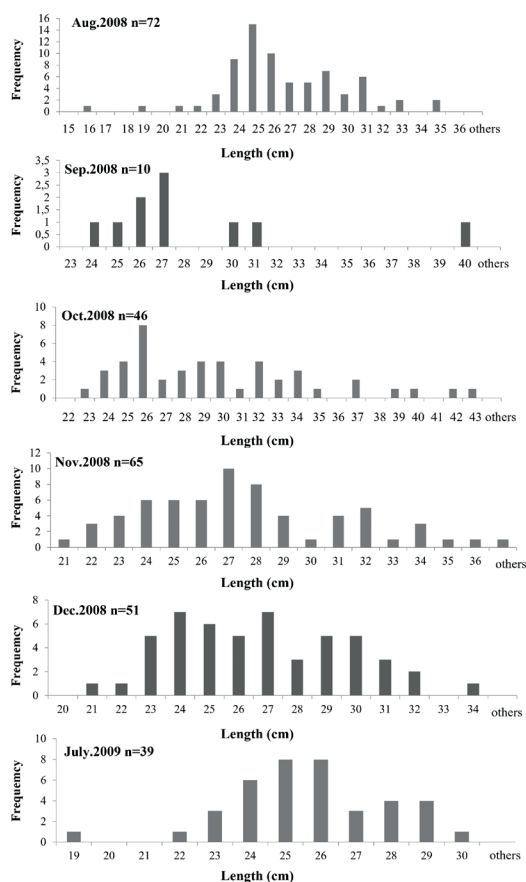 Aug.2008 n=72
Frequemcy
16
14
12
10
8
6
4
2
0
15 16 17 18 19 20 21 22 23 24 25 26 27 28 29 30 31 32 33 34 35 36 others
Length (cm)
Sep.2008 n=10
Frequemcy
3,5
3
2,5
2
1,5
1
0,5
0
23 24 25 26 27 28 29 30 31 32 33 34 35 36 37 38 39 40 others
Length (cm)
Oct.2008 n=46
Frequemcy
10
8
6
4
2
0
22 23 24 25 26 27 28 29 30 31 32 33 34 35 36 37 38 39 40 41 42 43 others
Length (cm)
Nov.2008 n=65
Frequemcy
12
10
8
6
4
2
0
21 22 23 24 25 26 27 28 29 30 31 32 33 34 35 36 others
Length (cm)
Dec.2008 n=51
Frequemcy
8
6
4
2
0
20 21 22 23 24 25 26 27 28 29 30 31 32 33 34 others
Length (cm)
July.2009 n=39
Frequemcy
10
8
6
4
2
0
19 20 21 22 23 24 25 26 27 28 29 30 others
Length (cm)